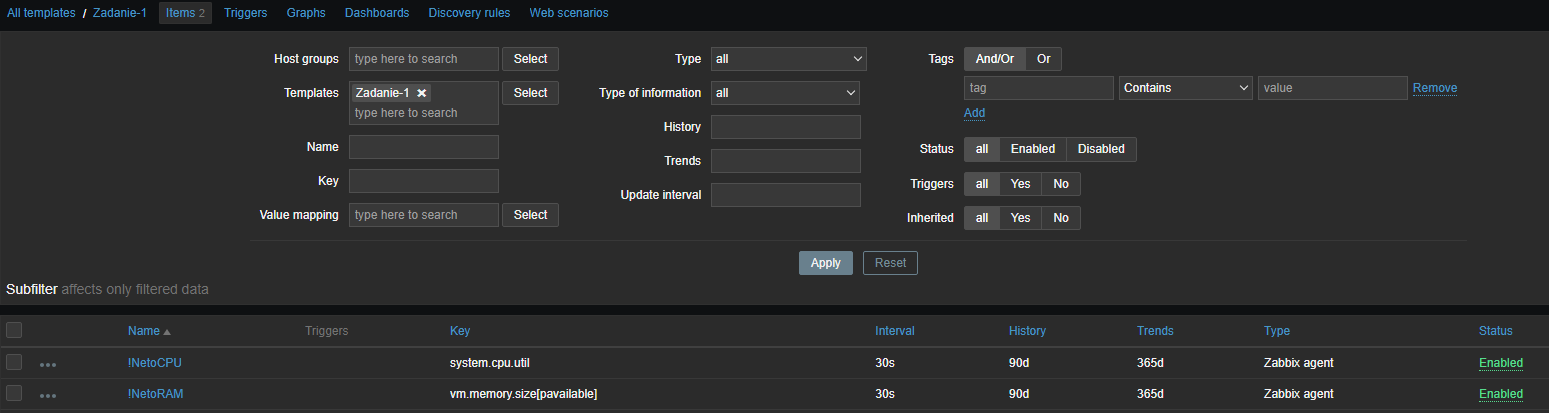 All templates / Zadanie-1 Items 2 Triggers Graphs Dashboards Discovery rules Web scenarios
Host groups type here to search Select Type all Tags And/Or Or
Templates Zadanie-1 Select Type of information all tag Contains value Remove
type here to search Add
History
Name Status all Enabled Disabled
Trends
Key Triggers all Yes No
Update interval
Value mapping type here to search Select Inherited all Yes No
Apply Reset
Subfilter affects only filtered data
Name Triggers Key Interval History Trends Type Status
!NetoCPU system.cpu.util 30s 90d 365d Zabbix agent Enabled
!NetoRAM vm.memory.size[pavailable] 30s 90d 365d Zabbix agent Enabled